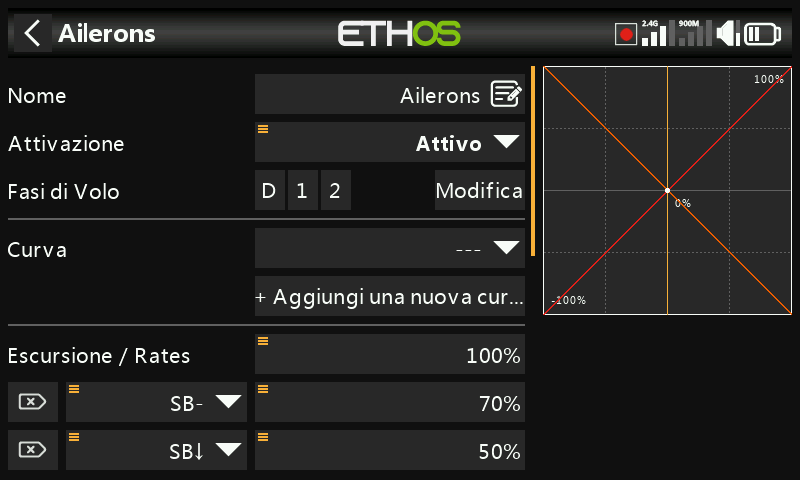 Ailerons
ETHOS
2.4G
900M
Nome
Ailerons
Attivazione
Attivo
Fasi di Volo
D
1
2
Modifica
Curva
---
+ Aggiungi una nuova cur...
Escursione / Rates
100%
SB-
70%
SB↓
50%
100%
0%
-100%